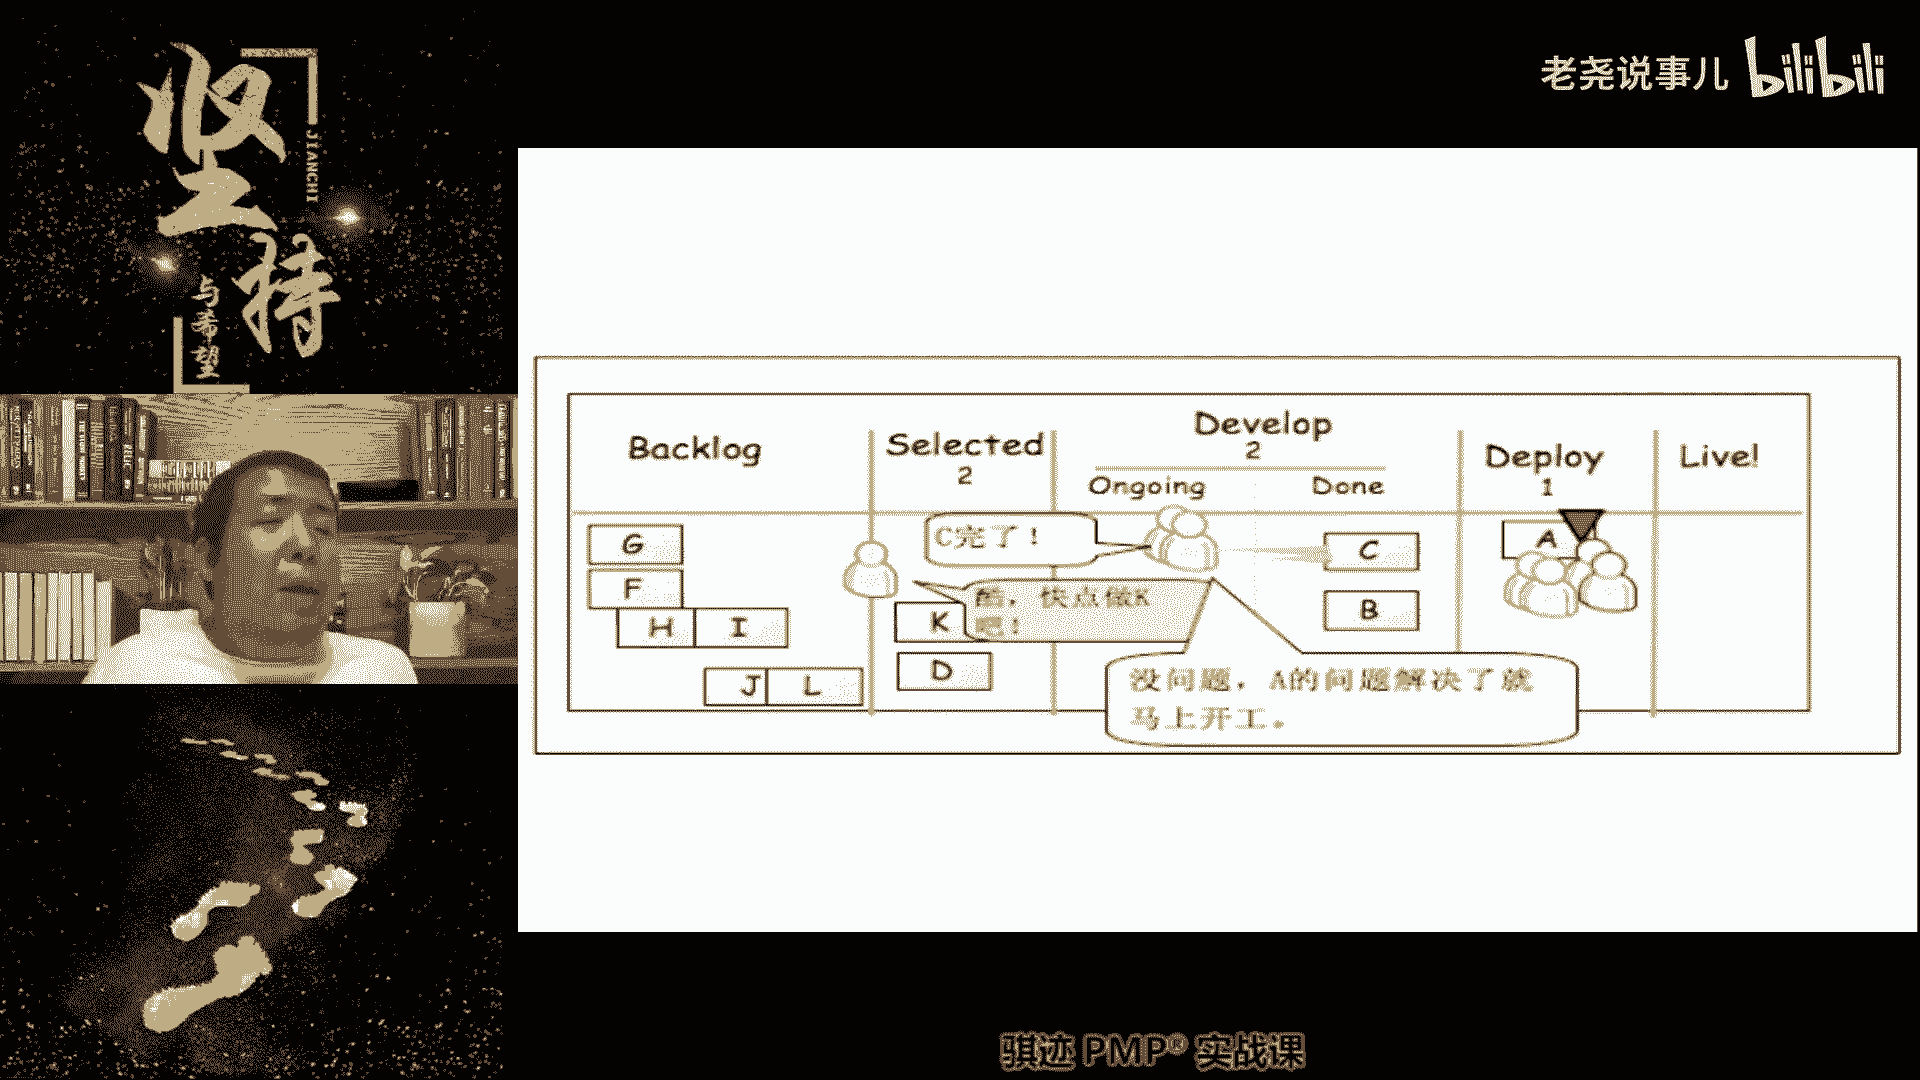 坚持
JIANCHI
与希望
老尧说事儿 bilibili
Backlog
Selected
2
Develop
2
Ongoing
Done
Deploy
1
Live!
G
F
H
I
J
L
K
D
C
B
A
C完了！
酷，快点做K
吧！
没问题，A的问题解决了就
马上开工。
骐迹 PMP® 实战课